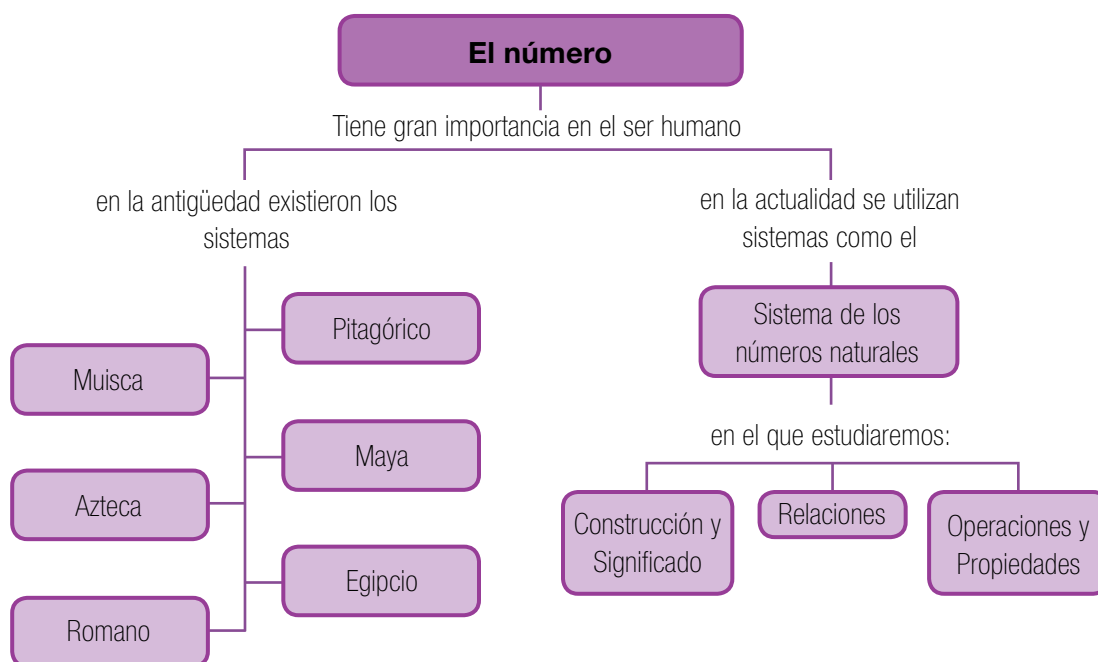 El número
Tiene gran importancia en el ser humano
en la antigüedad existieron los
sistemas
Pitagórico
Muisca
Maya
Azteca
Egipcio
Romano
en la actualidad se utilizan
sistemas como el
Sistema de los
números naturales
en el que estudiaremos:
Construcción y
Significado
Relaciones
Operaciones y
Propiedades